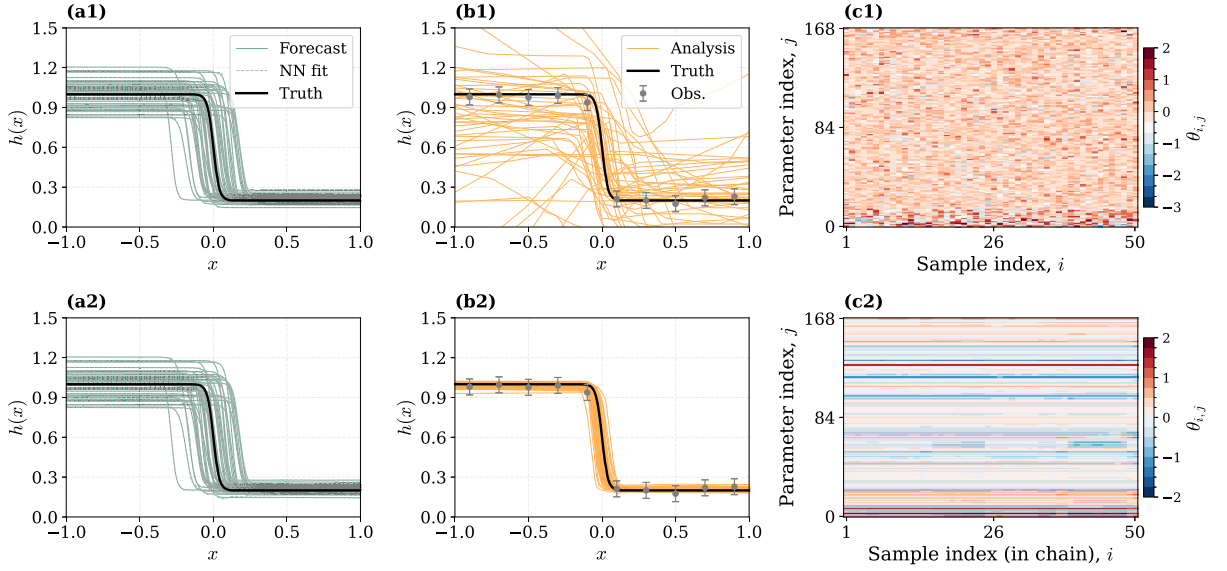 (a1)
1.5
1.2
0.9
0.6
0.3
0.0
h(x)
Forecast
NN fit
Truth
−1.0
−0.5
0.0
0.5
1.0
x
(b1)
1.5
1.2
0.9
0.6
0.3
0.0
h(x)
Analysis
Truth
Obs.
−1.0
−0.5
0.0
0.5
1.0
x
(c1)
168
84
1
Parameter index, j
1
26
50
Sample index, i
2
1
0
−1
−2
−3
θi,j
(a2)
1.5
1.2
0.9
0.6
0.3
0.0
h(x)
−1.0
−0.5
0.0
0.5
1.0
x
(b2)
1.5
1.2
0.9
0.6
0.3
0.0
h(x)
−1.0
−0.5
0.0
0.5
1.0
x
(c2)
168
84
0
Parameter index, j
1
26
50
Sample index (in chain), i
2
1
0
−1
−2
θi,j